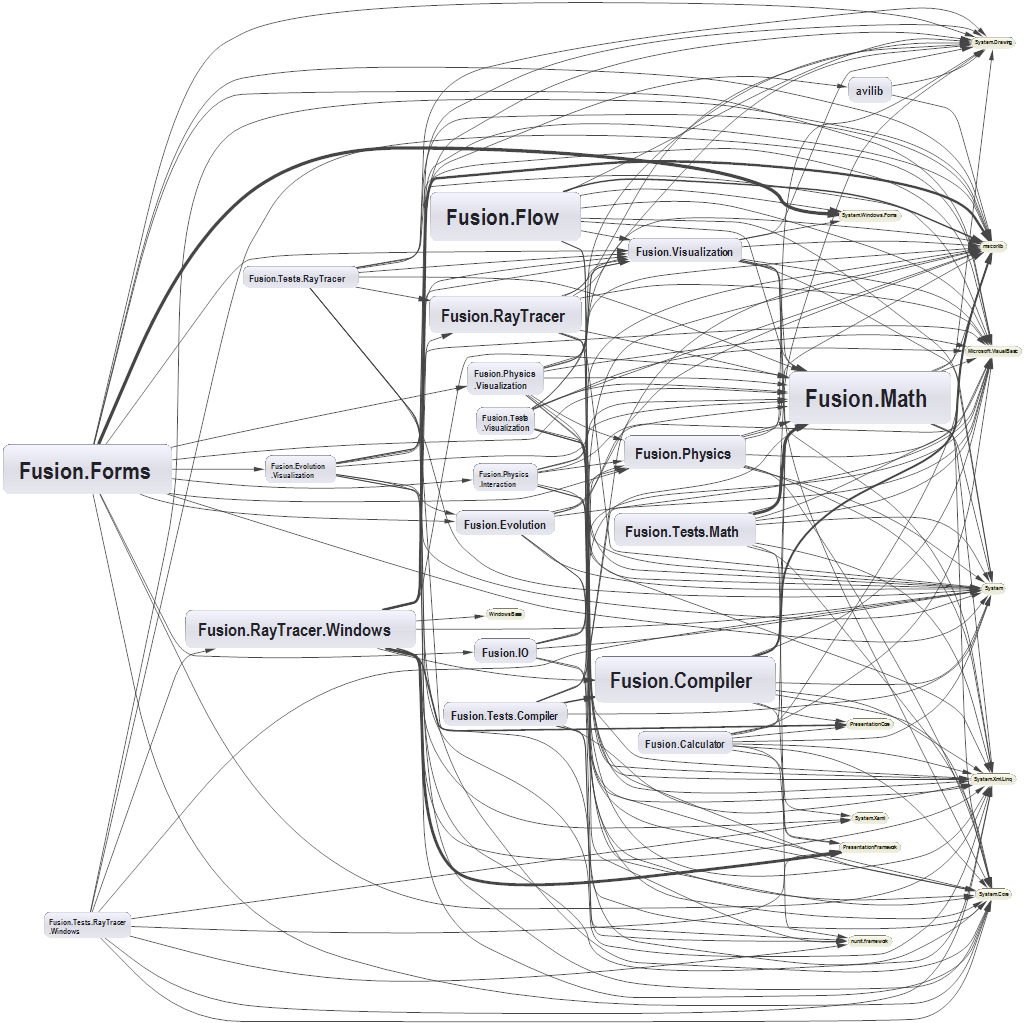 System.Drawing
avilib
Fusion.Flow
System.Windows.Forms
mscorlib
Fusion.Visualization
Fusion.Tests.RayTracer
Fusion.RayTracer
Microsoft.VisualBasic
Fusion.Physics
.Visualization
Fusion.Math
Fusion.Tests
.Visualization
Fusion.Physics
Fusion.Forms
Fusion.Evolution
.Visualization
Fusion.Physics
.Interaction
Fusion.Evolution
Fusion.Tests.Math
System
WindowsBase
Fusion.RayTracer.Windows
Fusion.IO
Fusion.Compiler
Fusion.Tests.Compiler
PresentationCore
Fusion.Calculator
System.Xml.Linq
System.Xaml
PresentationFramework
System.Core
Fusion.Tests.RayTracer
.Windows
nunit.framework